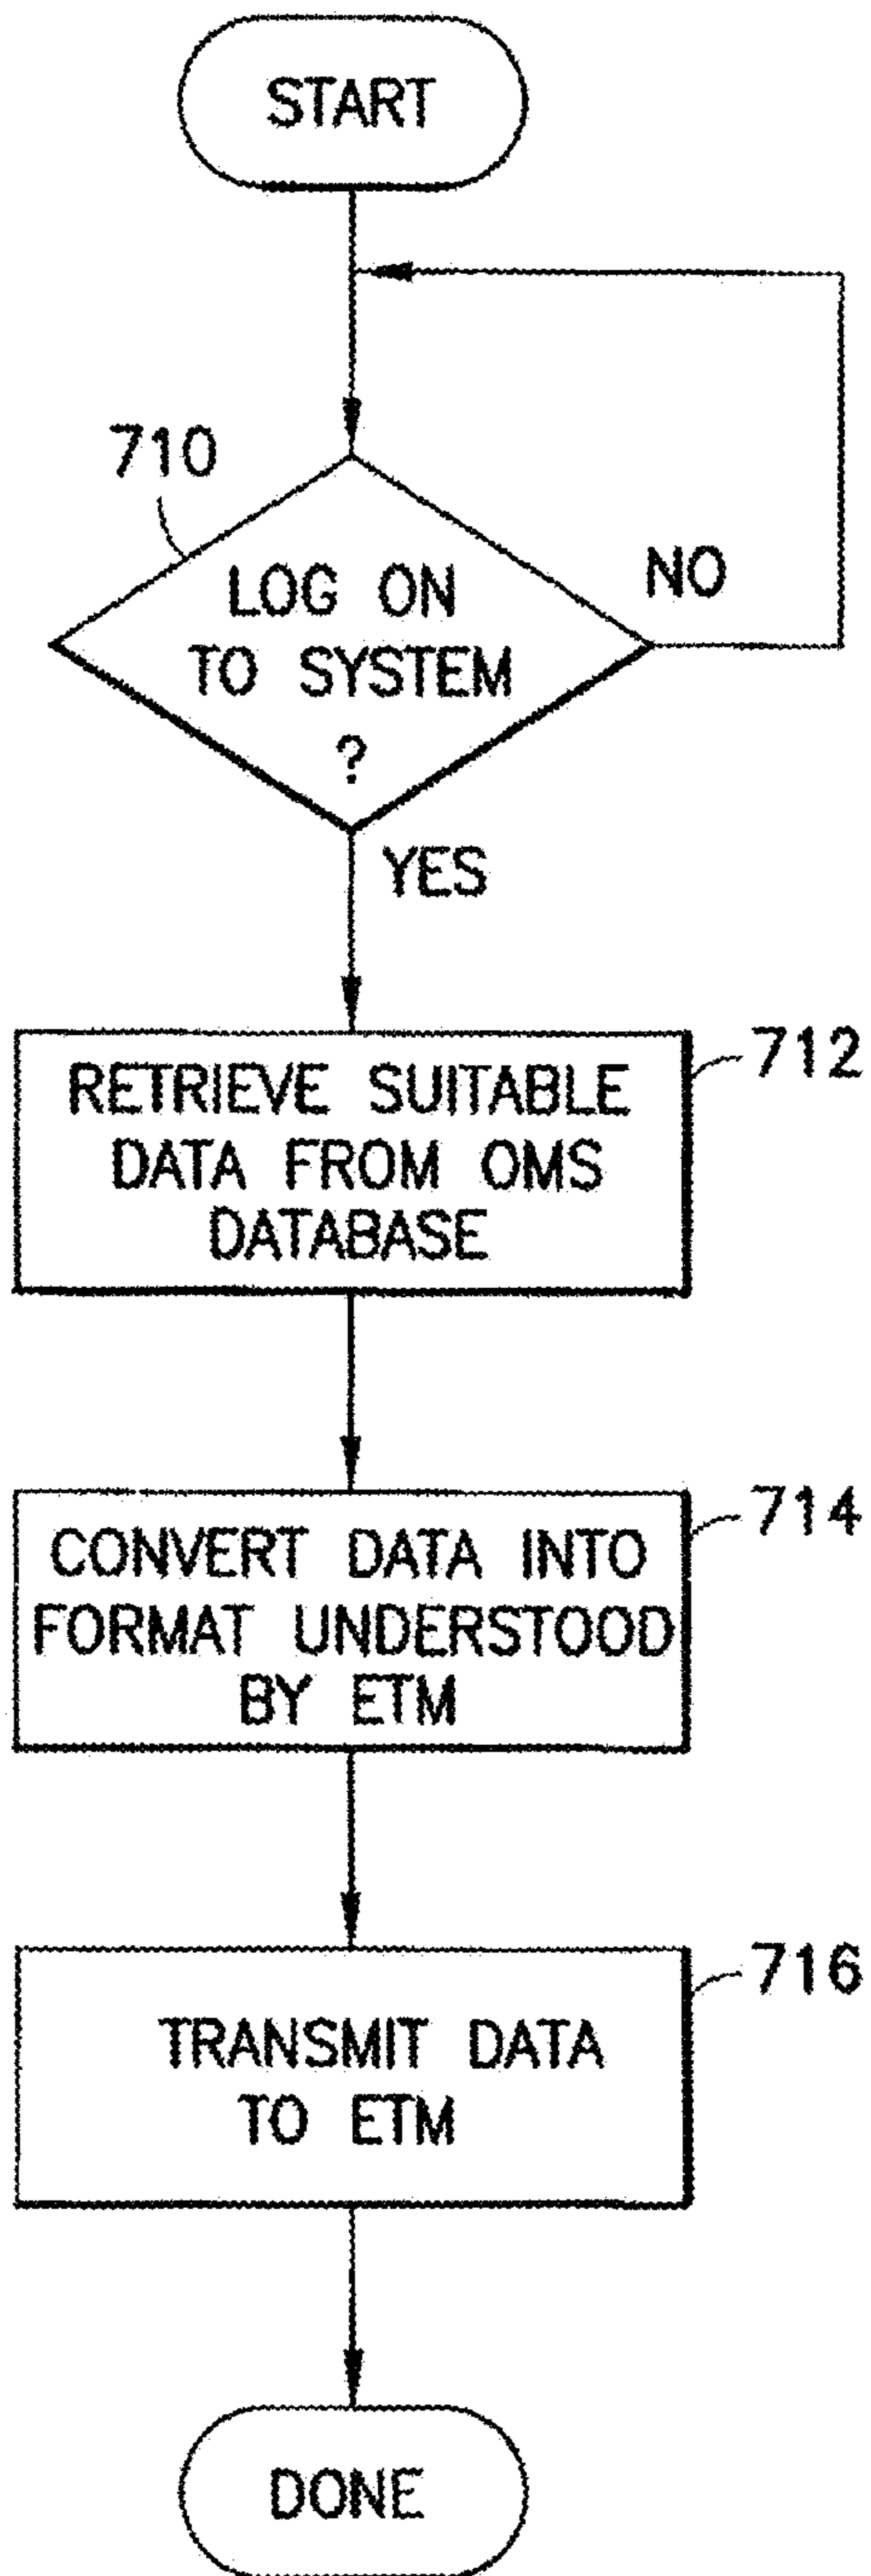 START
710
LOG ON
TO SYSTEM
?
NO
YES
712
RETRIEVE SUITABLE
DATA FROM OMS
DATABASE
714
CONVERT DATA INTO
FORMAT UNDERSTOOD
BY ETM
716
TRANSMIT DATA
TO ETM
DONE